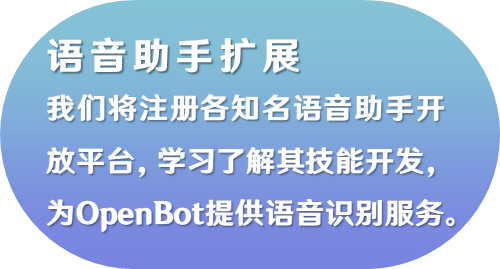 语音助手扩展
我们将注册各知名语音助手开
放平台，学习了解其技能开发，
为OpenBot提供语音识别服务。